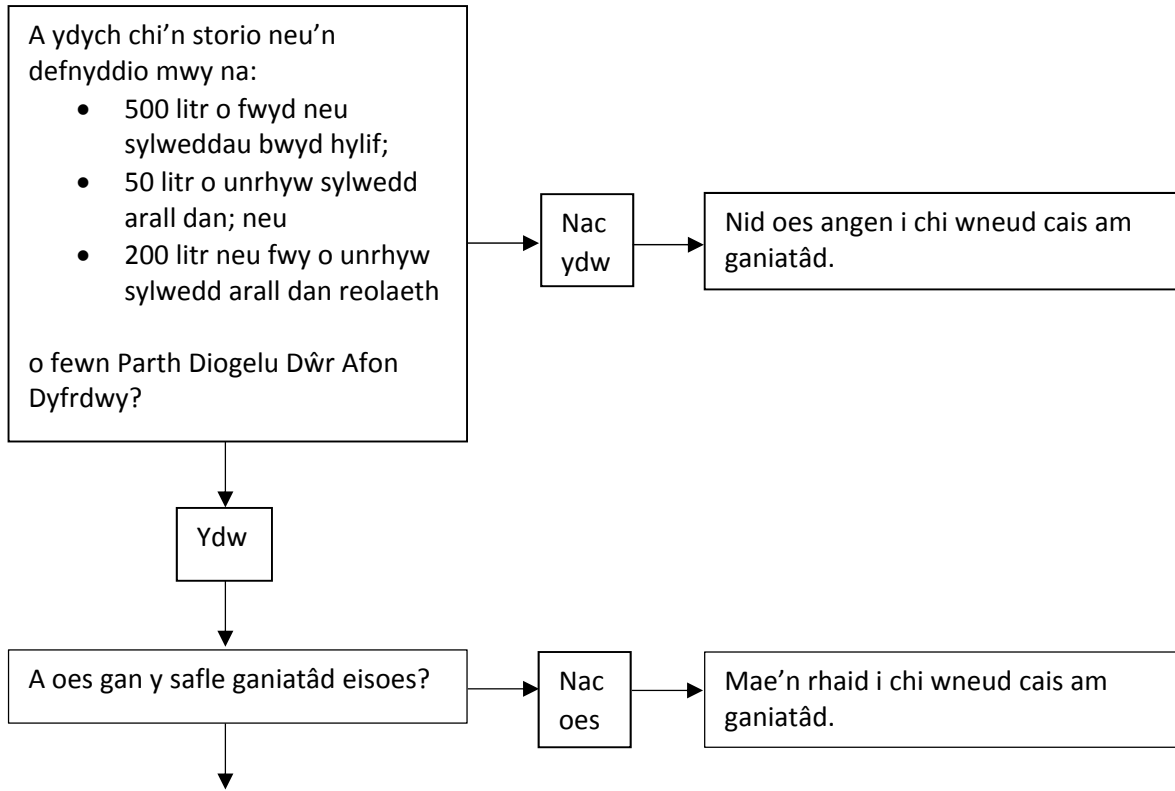 A ydych chi’n storio neu’n
defnyddio mwy na:
• 500 litr o fwyd neu
sylweddau bwyd hylif;
• 50 litr o unrhyw sylwedd
arall dan; neu
• 200 litr neu fwy o unrhyw
sylwedd arall dan reolaeth
o fewn Parth Diogelu Dŵr Afon
Dyfrdwy?
Nac
ydw
Nid oes angen i chi wneud cais am
ganiatâd.
Ydw
A oes gan y safle ganiatâd eisoes?
Nac
oes
Mae’n rhaid i chi wneud cais am
ganiatâd.